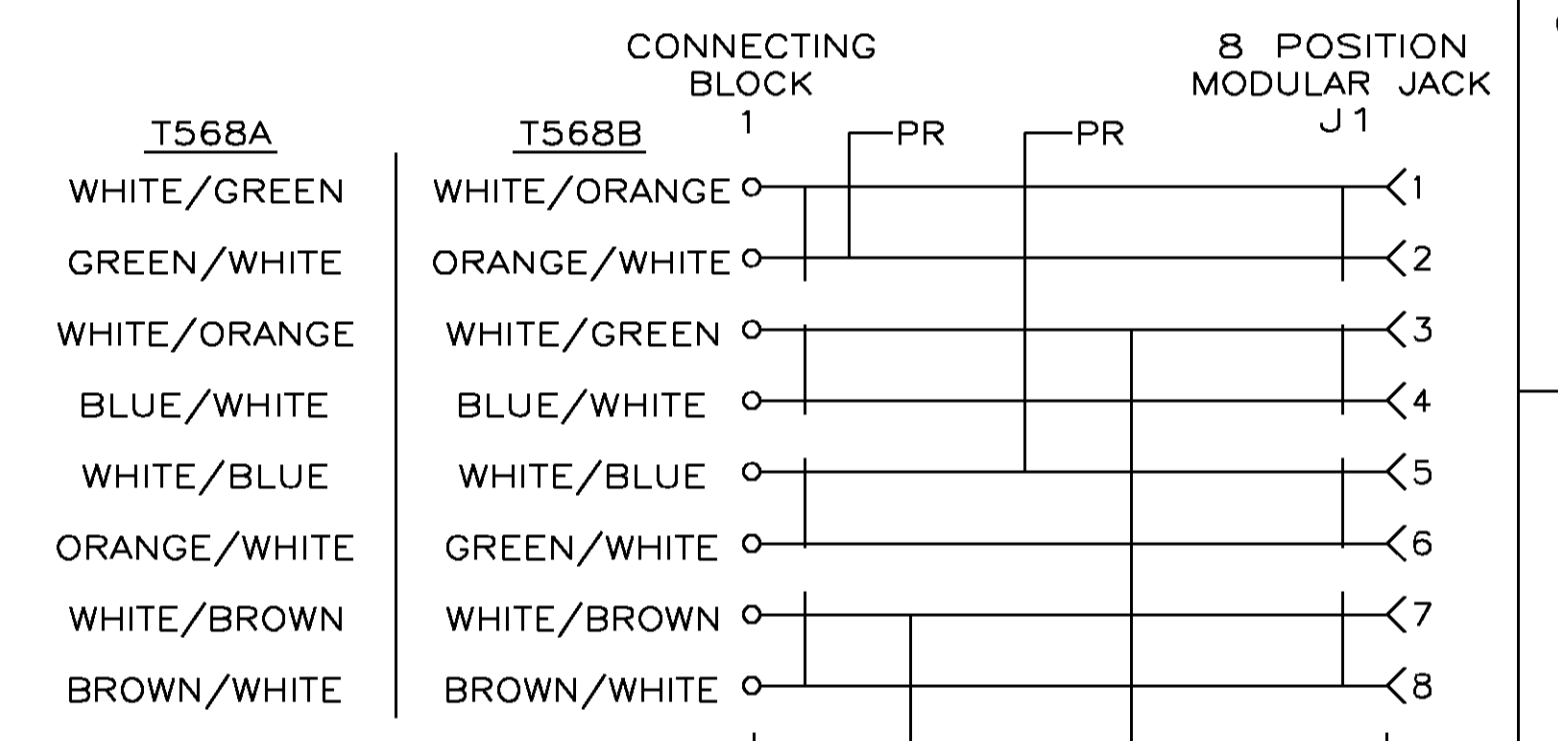 CONNECTING
BLOCK
1
8 POSITION
MODULAR JACK
J1
T568A
T568B
PR
PR
WHITE/GREEN WHITE/ORANGE 1
GREEN/WHITE ORANGE/WHITE 2
WHITE/ORANGE WHITE/GREEN 3
BLUE/WHITE BLUE/WHITE 4
WHITE/BLUE WHITE/BLUE 5
ORANGE/WHITE GREEN/WHITE 6
WHITE/BROWN WHITE/BROWN 7
BROWN/WHITE BROWN/WHITE 8